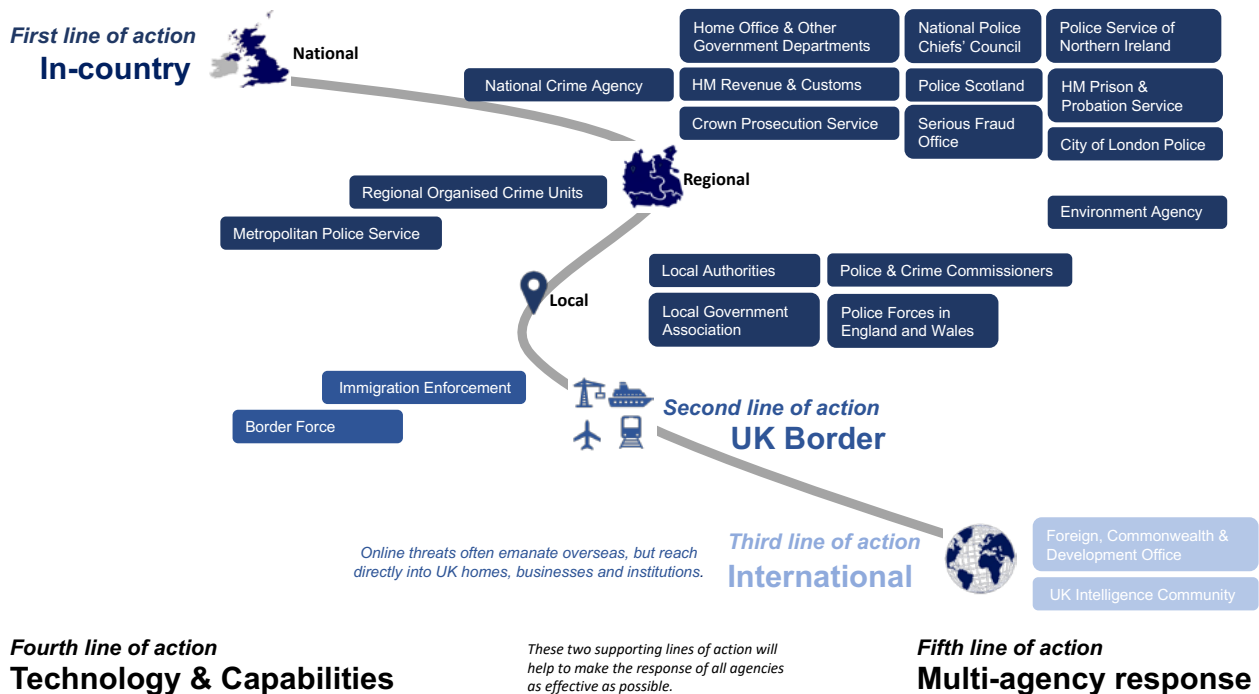 First line of action
In-country
National
Home Office & Other
Government Departments
National Police
Chiefs' Council
Police Service of
Northern Ireland
National Crime Agency
HM Revenue & Customs
Police Scotland
HM Prison &
Probation Service
Crown Prosecution Service
Serious Fraud
Office
City of London Police
Regional
Regional Organised Crime Units
Environment Agency
Metropolitan Police Service
Local Authorities
Police & Crime Commissioners
Local
Local Government
Association
Police Forces in
England and Wales
Immigration Enforcement
Border Force
Second line of action
UK Border
Online threats often emanate overseas, but reach
directly into UK homes, businesses and institutions.
Third line of action
International
Foreign, Commonwealth &
Development Office
UK Intelligence Community
Fourth line of action
Technology & Capabilities
These two supporting lines of action will
help to make the response of all agencies
as effective as possible.
Fifth line of action
Multi-agency response